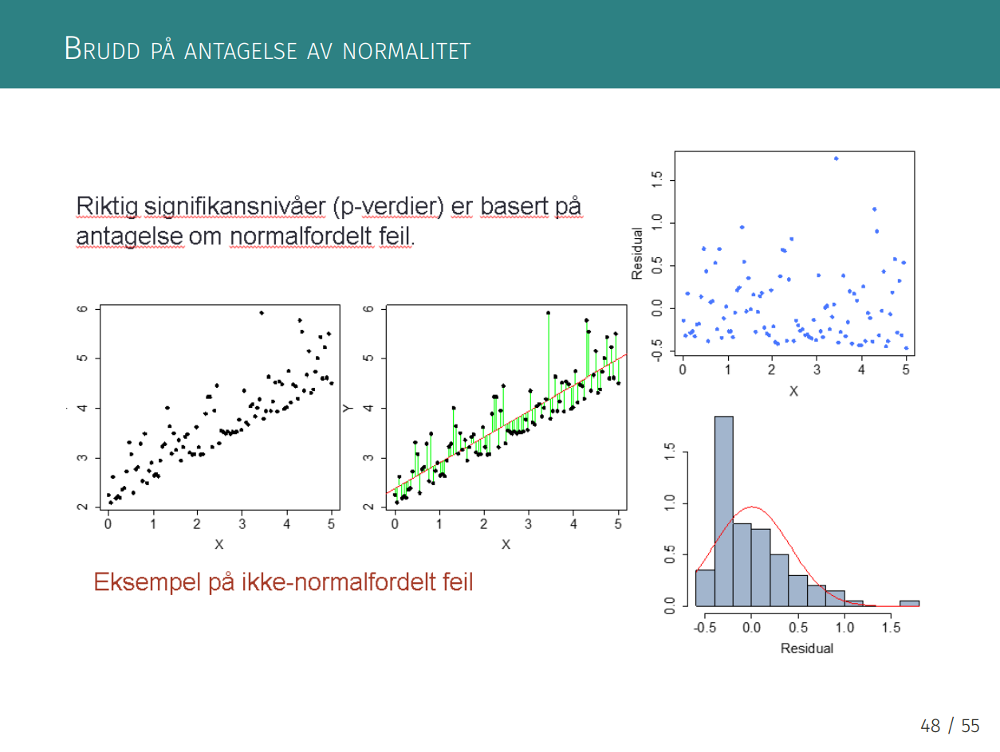 Brudd på antagelse av normalitet
Riktig signifikansnivåer (p-verdier) er basert på
antagelse om normalfordelt feil.
Residual
-0.5 0.0 0.5 1.0 1.5
0 1 2 3 4 5
X
2 3 4 5 6
0 1 2 3 4 5
X
Y
2 3 4 5 6
0 1 2 3 4 5
X
0.0 0.5 1.0 1.5
-0.5 0.0 0.5 1.0 1.5
Residual
Eksempel på ikke-normalfordelt feil
48 / 55